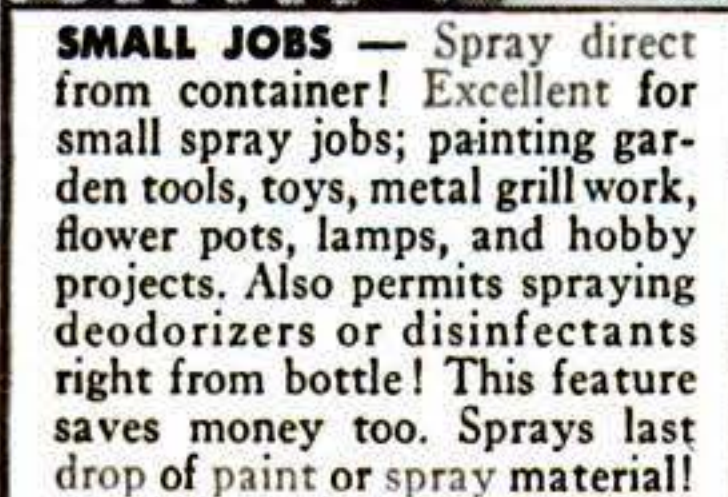 SMALL JOBS — Spray direct
from container! Excellent for
small spray jobs; painting gar-
den tools, toys, metal grill work,
flower pots, lamps, and hobby
projects. Also permits spraying
deodorizers or disinfectants
right from bottle! This feature
saves money too. Sprays last
drop of paint or spray material!